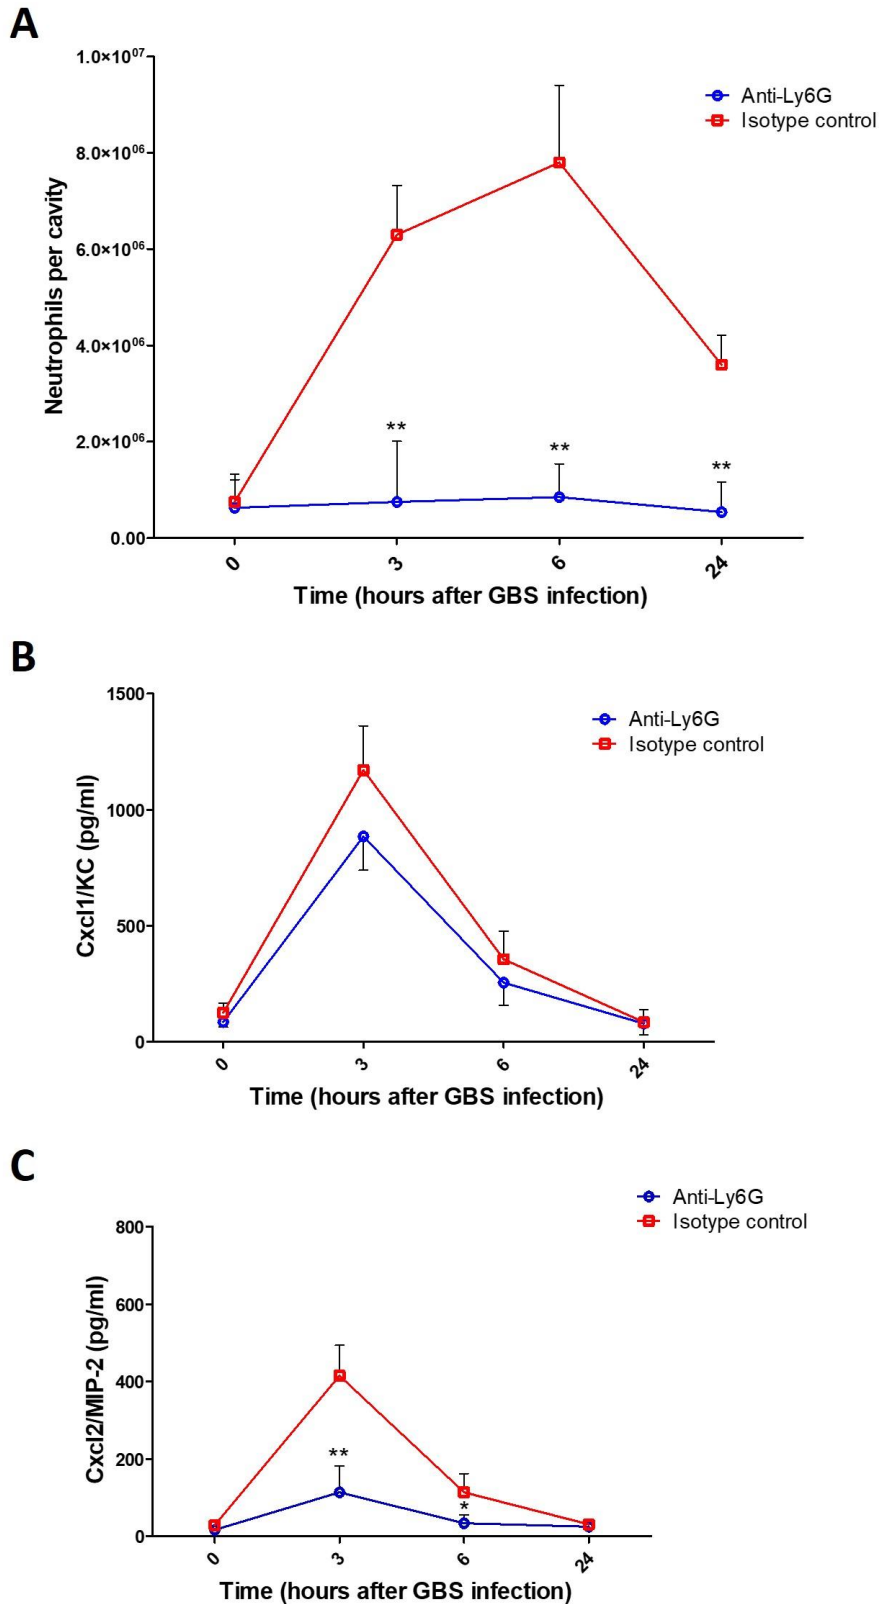 A
1.0×10⁰⁷
8.0×10⁰⁶
6.0×10⁰⁶
4.0×10⁰⁶
2.0×10⁰⁶
0.00
Neutrophils per cavity
Anti-Ly6G
Isotype control
**
**
**
0
3
6
24
Time (hours after GBS infection)
B
1500
1000
500
0
Cxcl1/KC (pg/ml)
Anti-Ly6G
Isotype control
0
3
6
24
Time (hours after GBS infection)
C
800
600
400
200
0
Cxcl2/MIP-2 (pg/ml)
Anti-Ly6G
Isotype control
**
*
0
3
6
24
Time (hours after GBS infection)